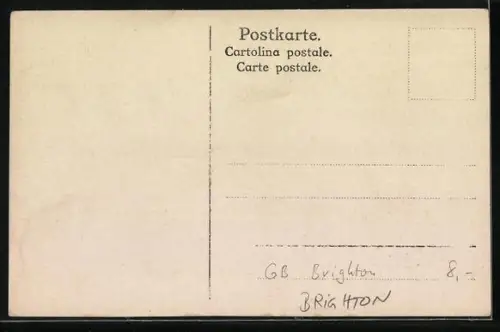 Postkarte.
Cartolina postale.
Carte postale.
GB Brighton 8,-
BRIGHTON